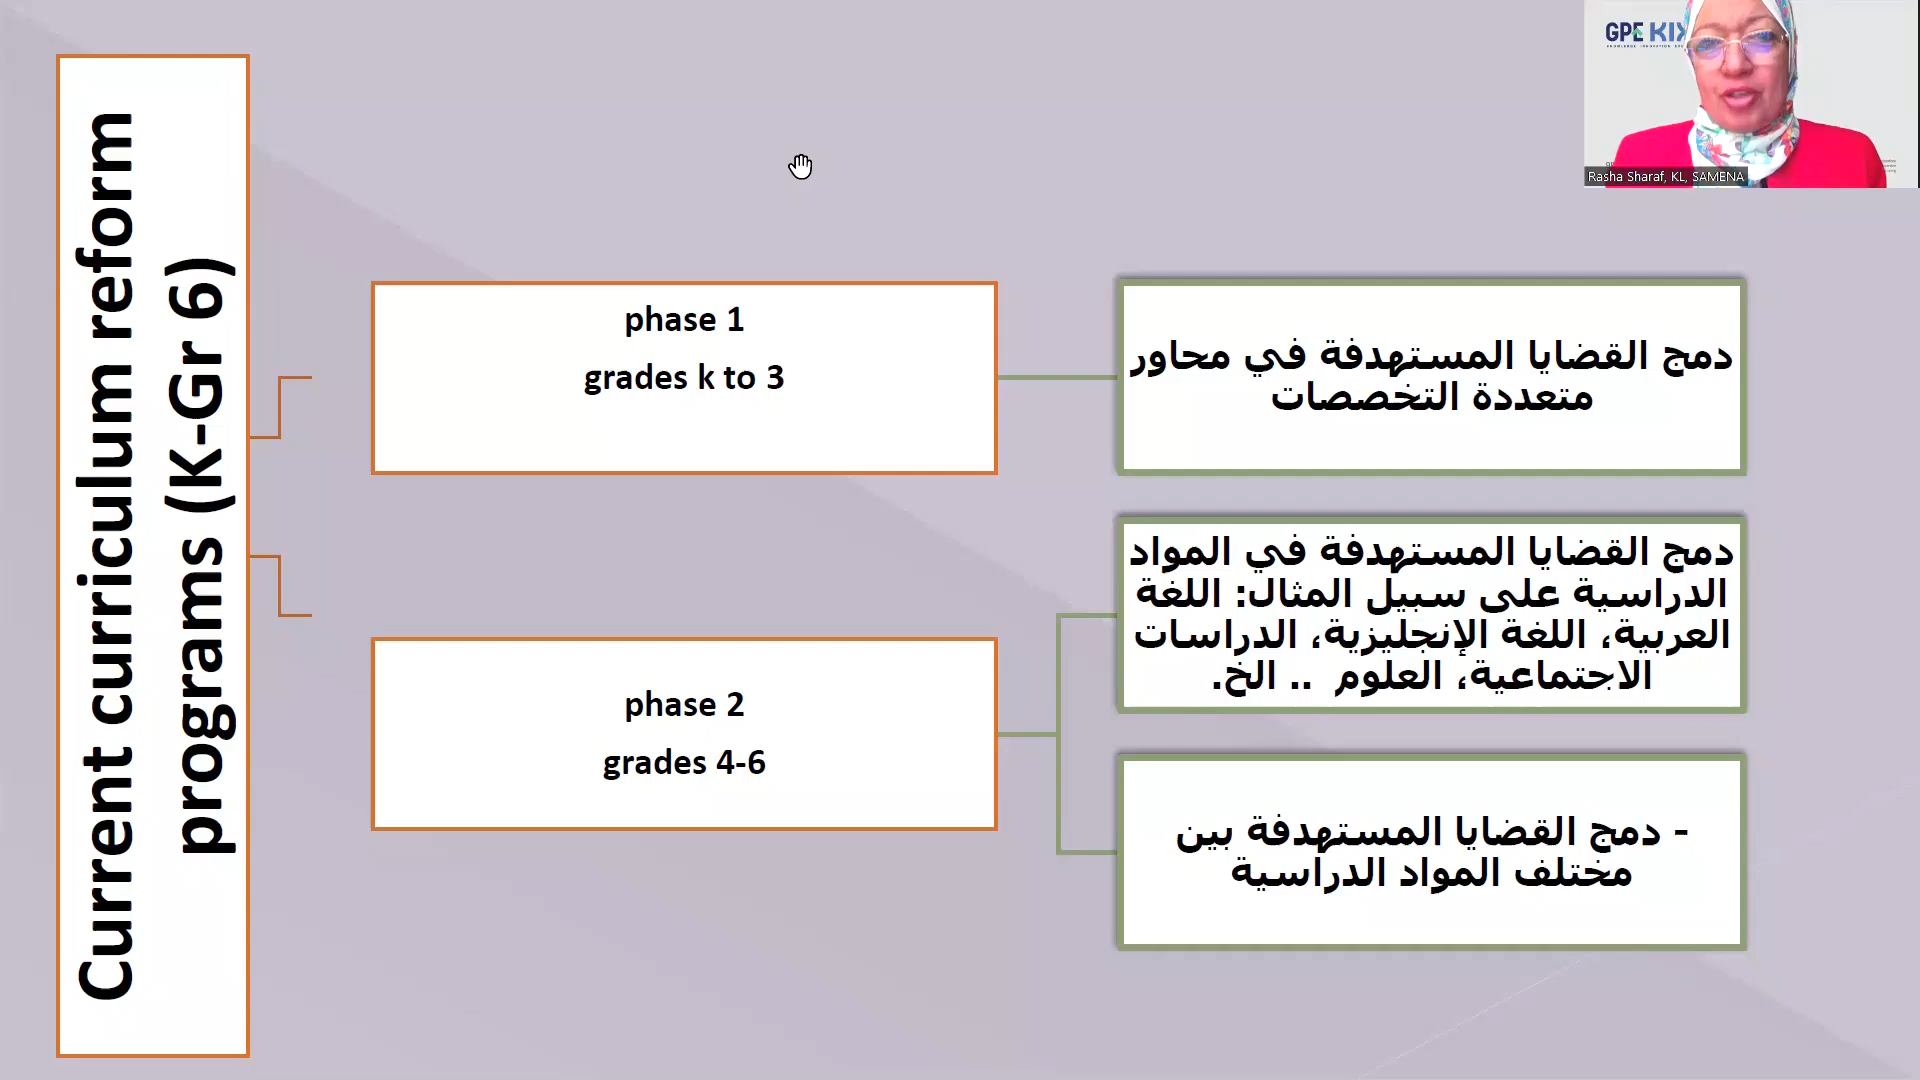 Current curriculum reform
programs (K-Gr 6)
phase 1
grades k to 3
دمج القضايا المستهدفة في محاور
متعددة التخصصات
phase 2
grades 4-6
دمج القضايا المستهدفة في المواد
الدراسية على سبيل المثال: اللغة
العربية، اللغة الإنجليزية، الدراسات
الاجتماعية، العلوم .. الخ.
- دمج القضايا المستهدفة بين
مختلف المواد الدراسية
GPE KIX
Rasha Sharaf, KL, SAMENA